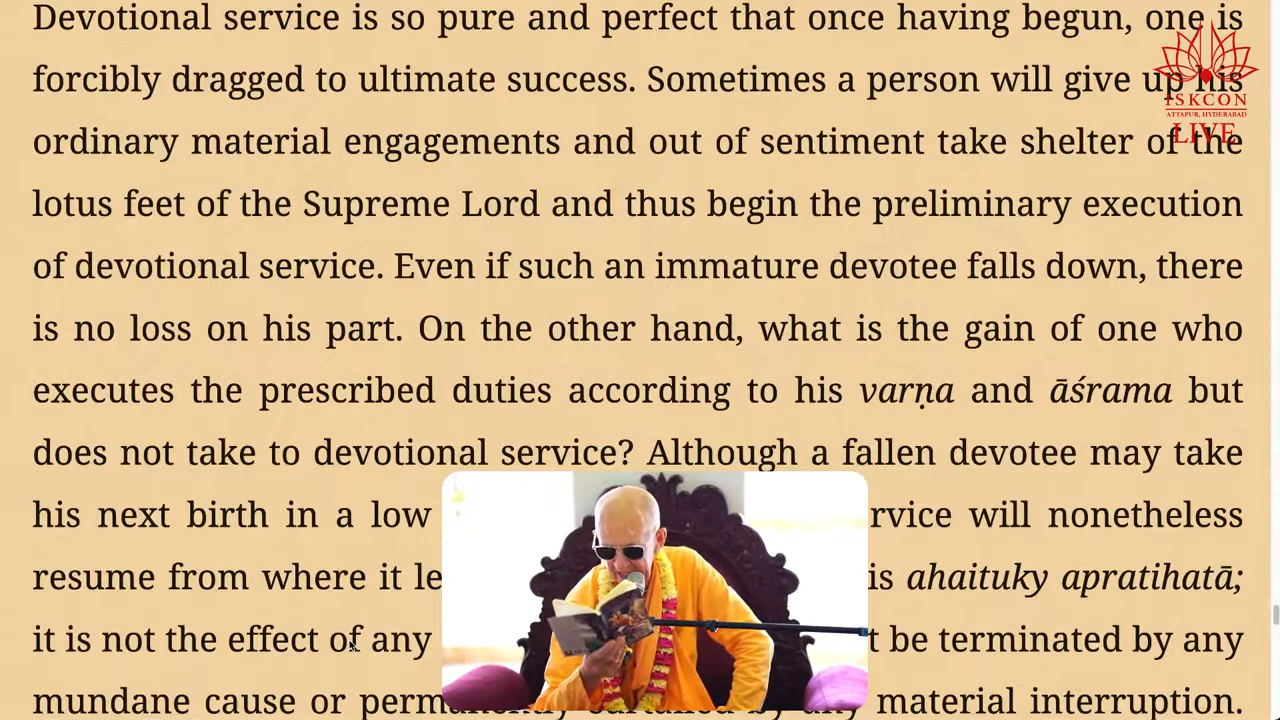 Devotional service is so pure and perfect that once having begun, one is
forcibly dragged to ultimate success. Sometimes a person will give up his
ordinary material engagements and out of sentiment take shelter of the
lotus feet of the Supreme Lord and thus begin the preliminary execution
of devotional service. Even if such an immature devotee falls down, there
is no loss on his part. On the other hand, what is the gain of one who
executes the prescribed duties according to his varṇa and āśrama but
does not take to devotional service? Although a fallen devotee may take
his next birth in a low rvice will nonetheless
resume from where it le is ahaituky apratihatā;
it is not the effect of any t be terminated by any
mundane cause or permanently curtailed by any material interruption.
ISKCON
ATTAPUR, HYDERABAD
LIVE